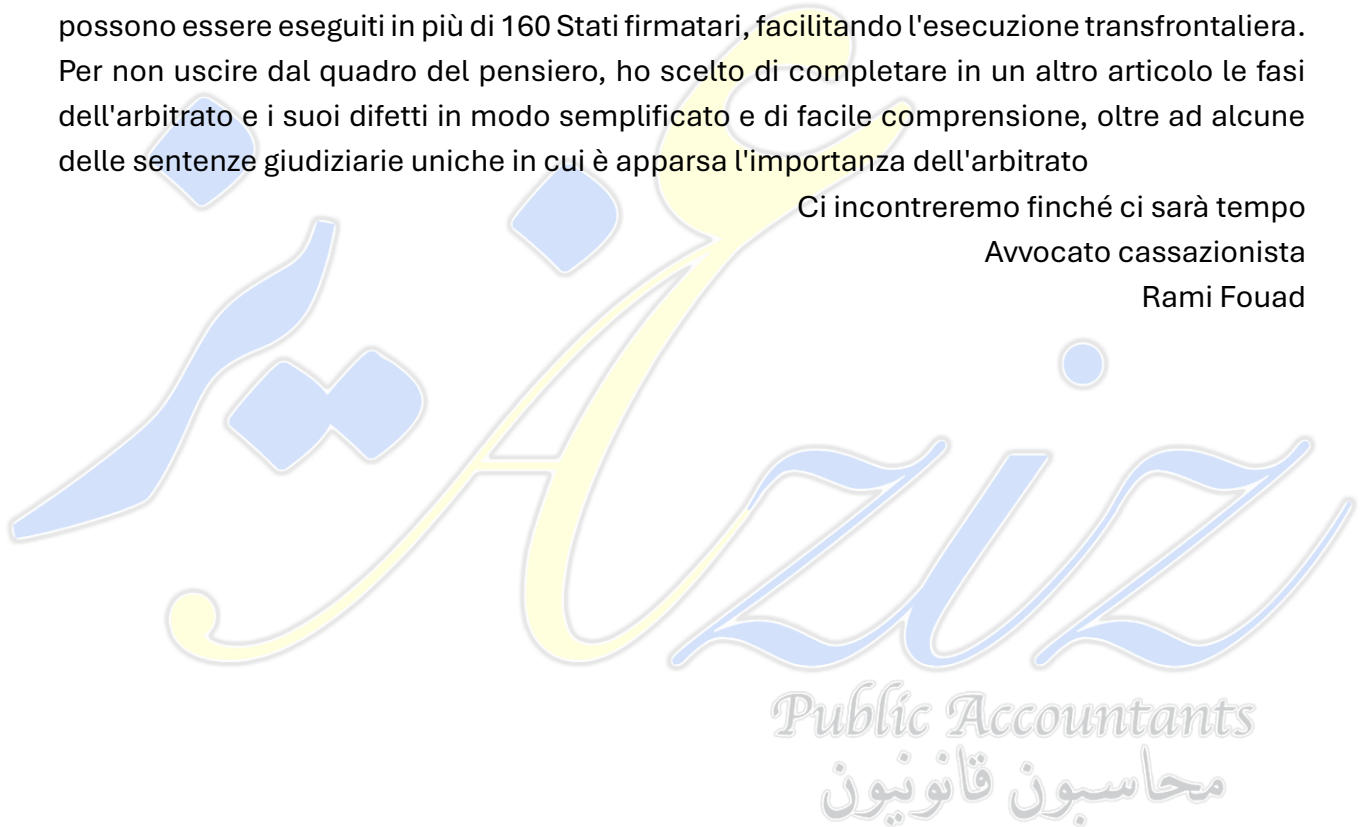 possono essere eseguiti in più di 160 Stati firmatari, facilitando l'esecuzione transfrontaliera.
Per non uscire dal quadro del pensiero, ho scelto di completare in un altro articolo le fasi
dell'arbitrato e i suoi difetti in modo semplificato e di facile comprensione, oltre ad alcune
delle sentenze giudiziarie uniche in cui è apparsa l'importanza dell'arbitrato
Ci incontreremo finché ci sarà tempo
Avvocato cassazionista
Rami Fouad
عزيز
Aziz
Public Accountants
محاسبون قانونيون